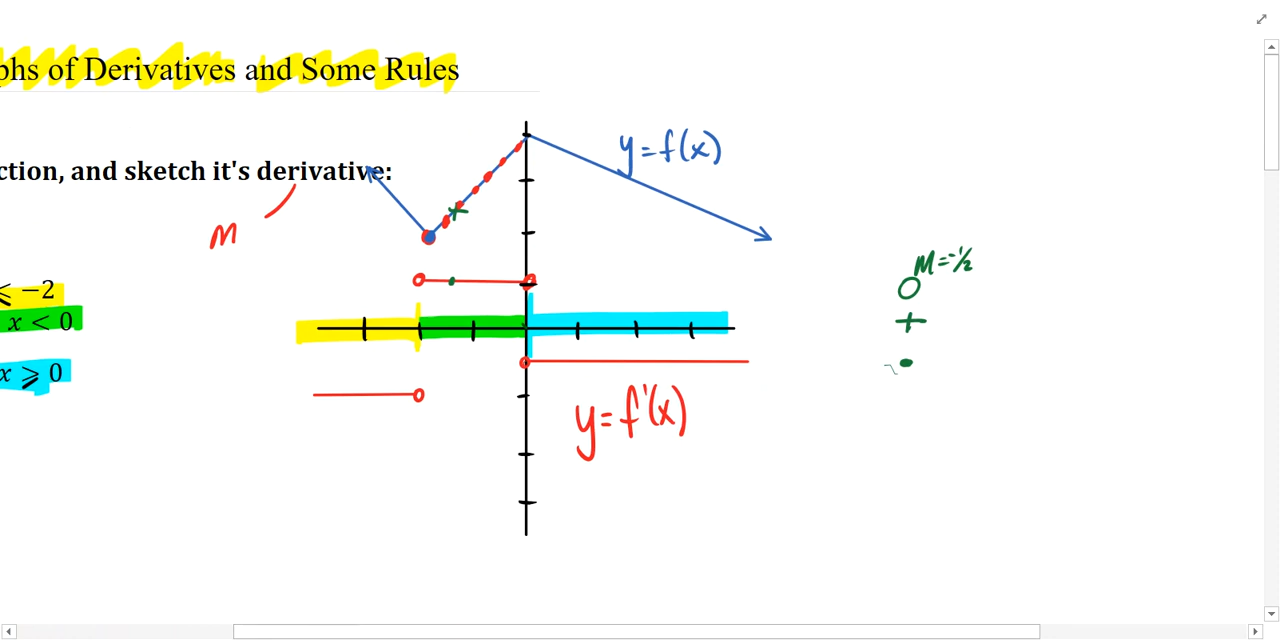 phs of Derivatives and Some Rules
y=f(x)
ction, and sketch it's derivative:
M
M=-1/2
⩽ −2
x < 0
x ⩾ 0
y=f'(x)